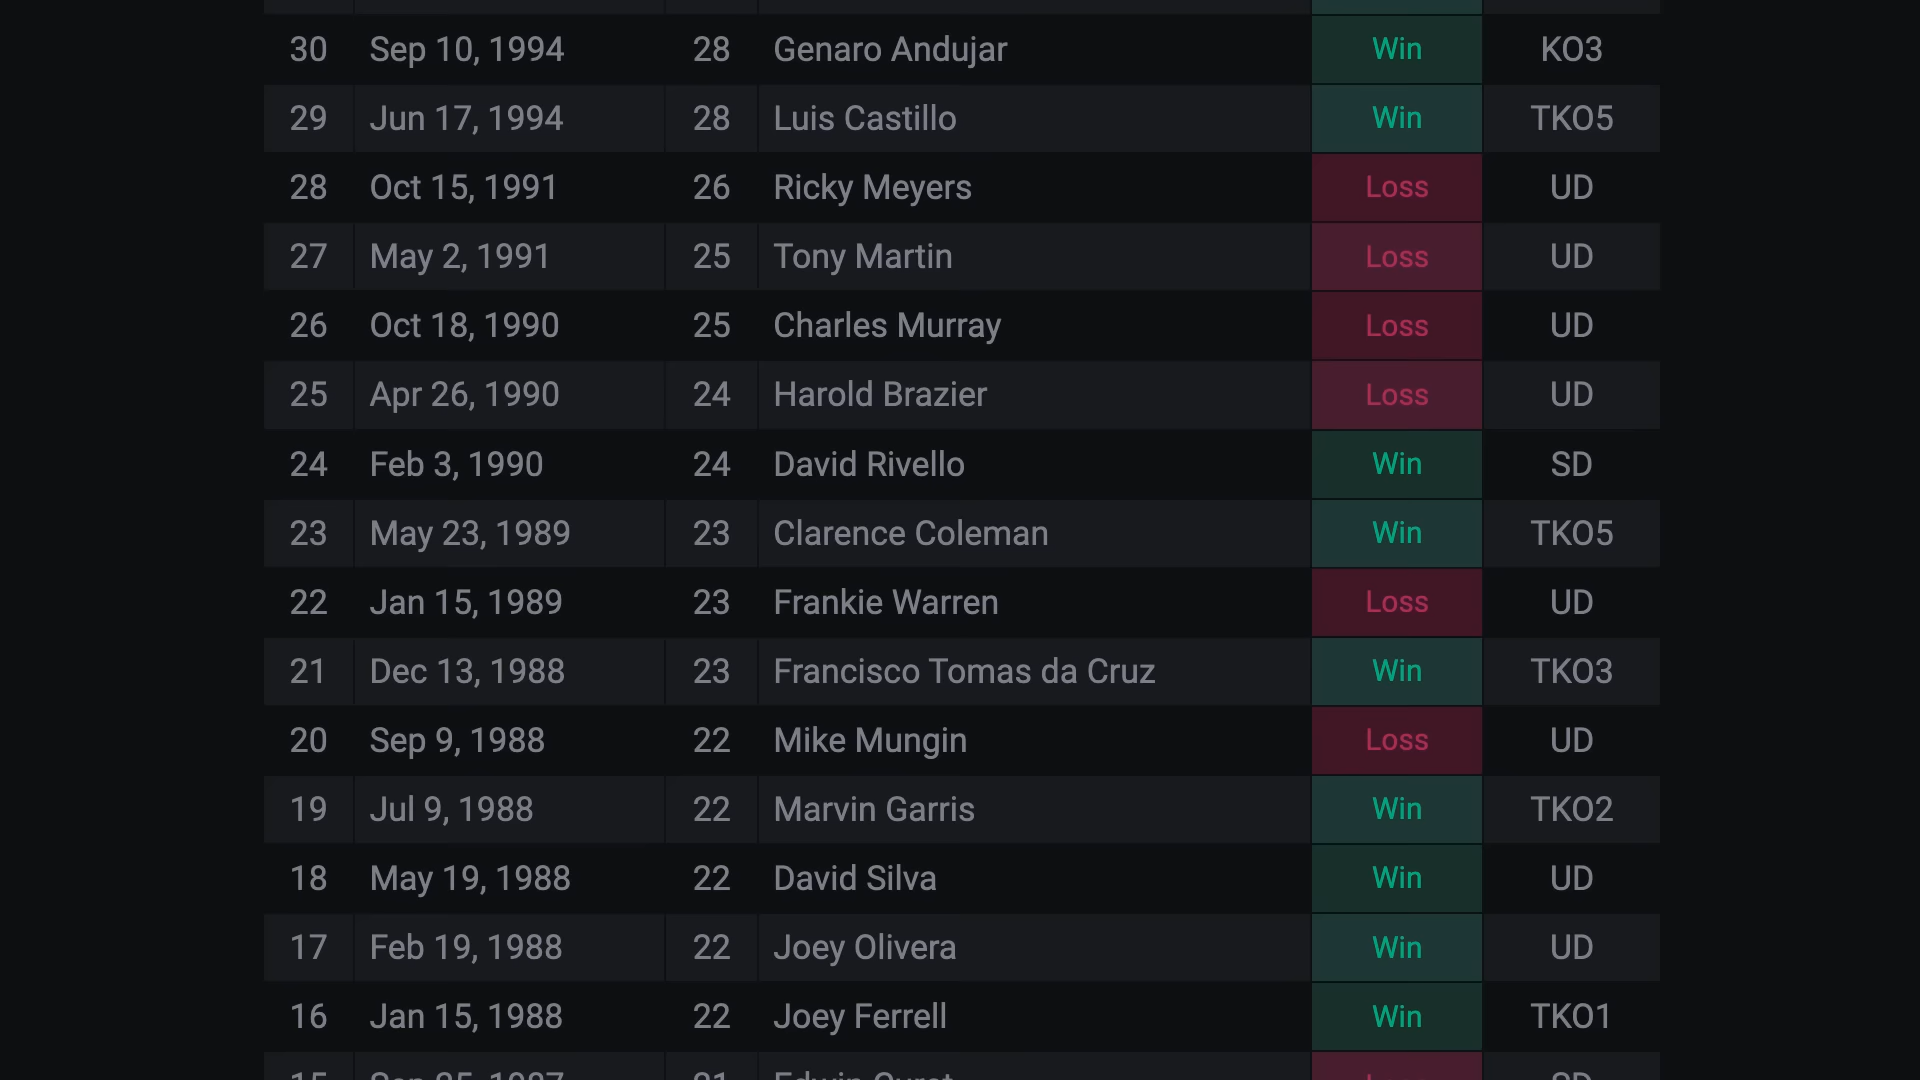 30 Sep 10, 1994 28 Genaro Andujar Win KO3
29 Jun 17, 1994 28 Luis Castillo Win TKO5
28 Oct 15, 1991 26 Ricky Meyers Loss UD
27 May 2, 1991 25 Tony Martin Loss UD
26 Oct 18, 1990 25 Charles Murray Loss UD
25 Apr 26, 1990 24 Harold Brazier Loss UD
24 Feb 3, 1990 24 David Rivello Win SD
23 May 23, 1989 23 Clarence Coleman Win TKO5
22 Jan 15, 1989 23 Frankie Warren Loss UD
21 Dec 13, 1988 23 Francisco Tomas da Cruz Win TKO3
20 Sep 9, 1988 22 Mike Mungin Loss UD
19 Jul 9, 1988 22 Marvin Garris Win TKO2
18 May 19, 1988 22 David Silva Win UD
17 Feb 19, 1988 22 Joey Olivera Win UD
16 Jan 15, 1988 22 Joey Ferrell Win TKO1